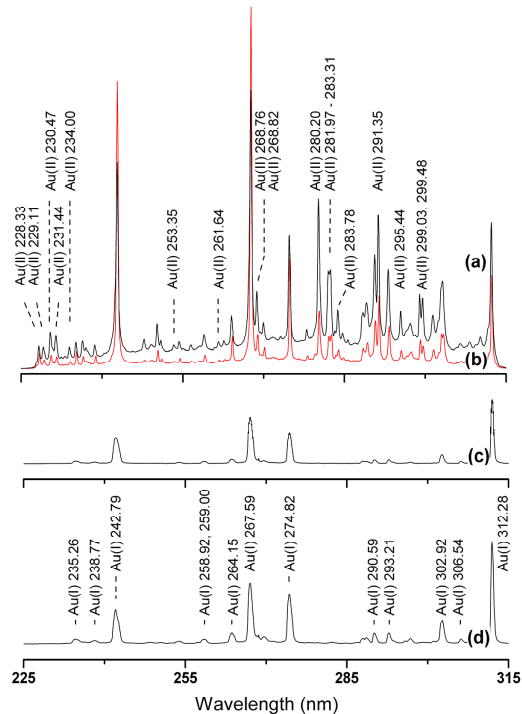 Au(II) 228.33
Au(II) 229.11
Au(II) 230.47
Au(II) 231.44
Au(II) 234.00
Au(II) 253.35
Au(II) 261.64
Au(II) 268.76
Au(II) 268.82
Au(II) 280.20
Au(II) 281.97 - 283.31
Au(II) 283.78
Au(II) 291.35
Au(II) 295.44
Au(II) 299.03, 299.48
(a)
(b)
(c)
Au(I) 235.26
Au(I) 238.77
Au(I) 242.79
Au(I) 258.92, 259.00
Au(I) 264.15
Au(I) 267.59
Au(I) 274.82
Au(I) 290.59
Au(I) 293.21
Au(I) 302.92
Au(I) 306.54
Au(I) 312.28
(d)
225 255 285 315
Wavelength (nm)